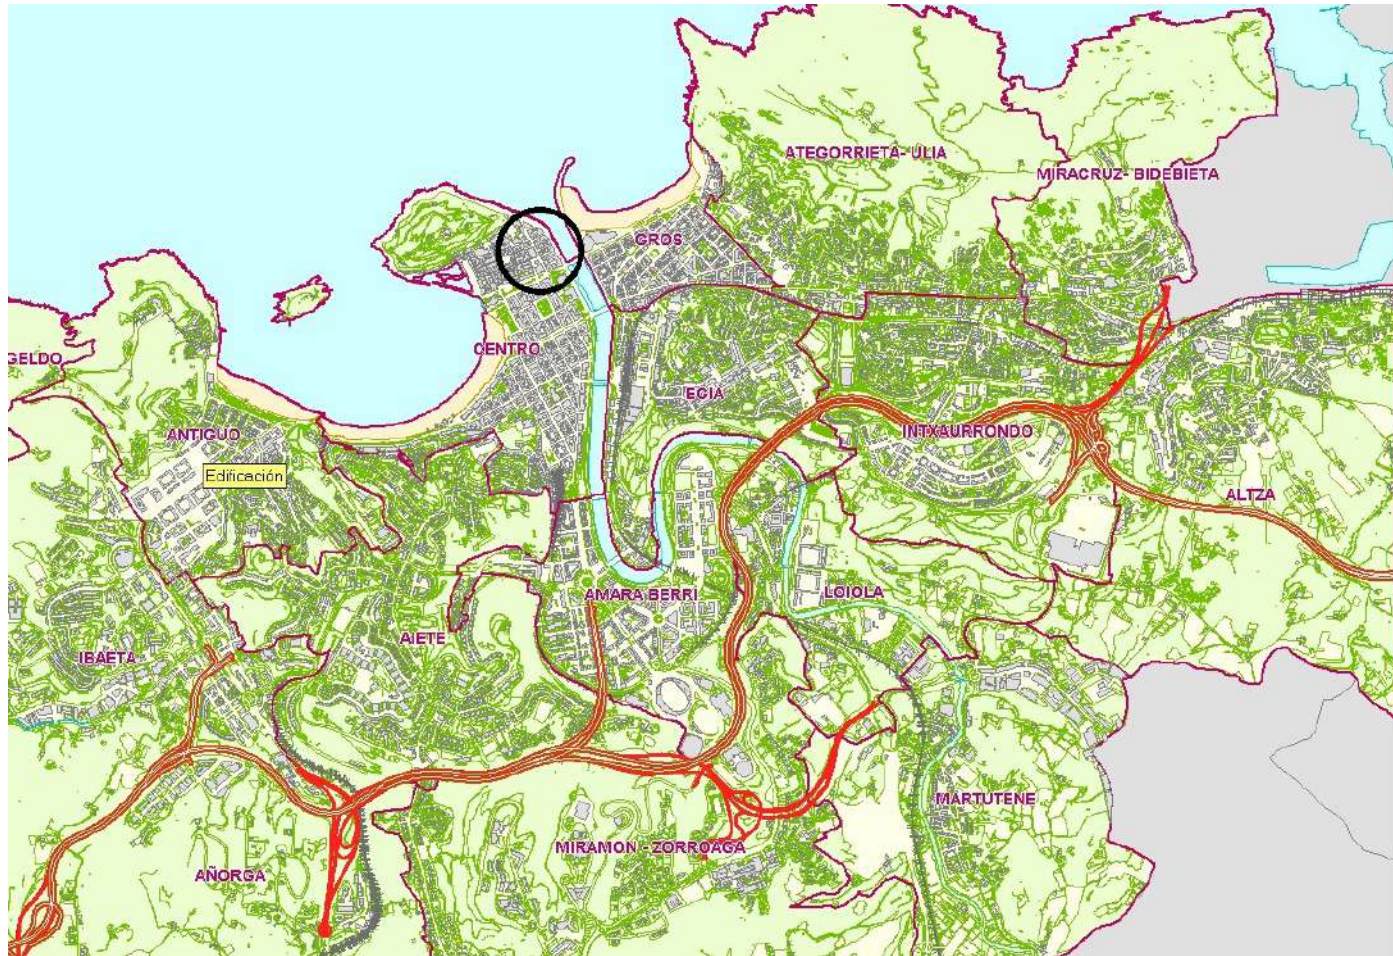 ATEGORRIETA- ULIA
MIRACRUZ- BIDEBIETA
GROS
CENTRO
GELDO
EGIA
ANTIGUO
INTXAURRONDO
Edificación
ALTZA
AMARA BERRI
LOIOLA
AIETE
IBAETA
MARTUTENE
MIRAMON - ZORROAGA
AÑORGA